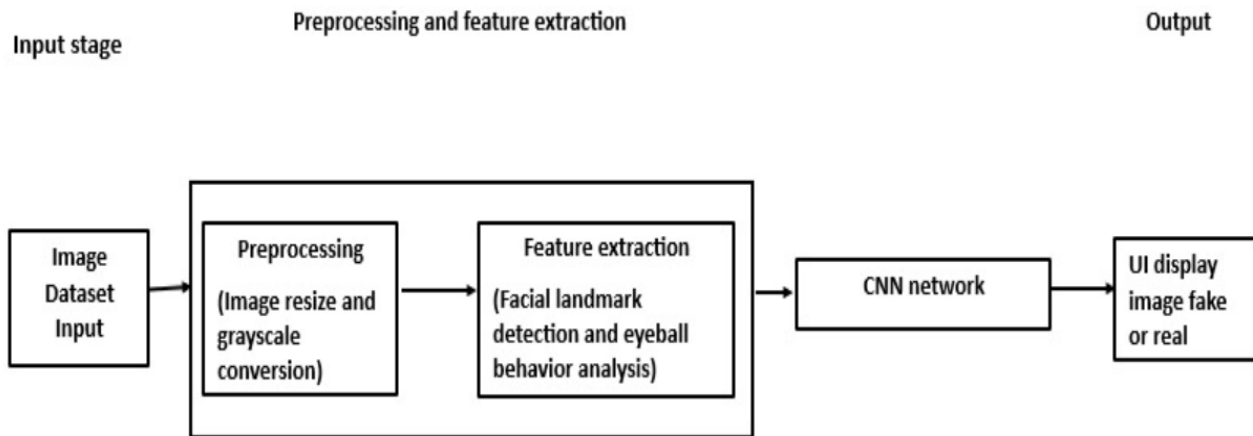 Input stage
Preprocessing and feature extraction
Output
Image
Dataset
Input
Preprocessing
(Image resize and
grayscale
conversion)
Feature extraction
(Facial landmark
detection and eyeball
behavior analysis)
CNN network
UI display
image fake
or real